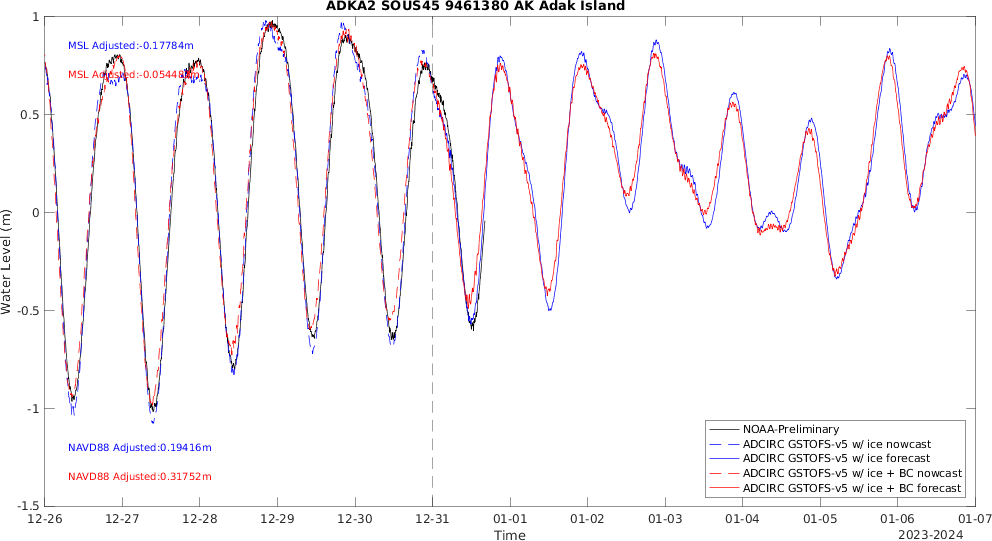 ADKA2 SOUS45 9461380 AK Adak Island
Water Level (m)
1
0.5
0
-0.5
-1
-1.5
MSL Adjusted:-0.17784m
MSL Adjusted:-0.05448m
NAVD88 Adjusted:0.19416m
NAVD88 Adjusted:0.31752m
NOAA-Preliminary
ADCIRC GSTOFS-v5 w/ ice nowcast
ADCIRC GSTOFS-v5 w/ ice forecast
ADCIRC GSTOFS-v5 w/ ice + BC nowcast
ADCIRC GSTOFS-v5 w/ ice + BC forecast
12-26 12-27 12-28 12-29 12-30 12-31 01-01 01-02 01-03 01-04 01-05 01-06 01-07
Time
2023-2024